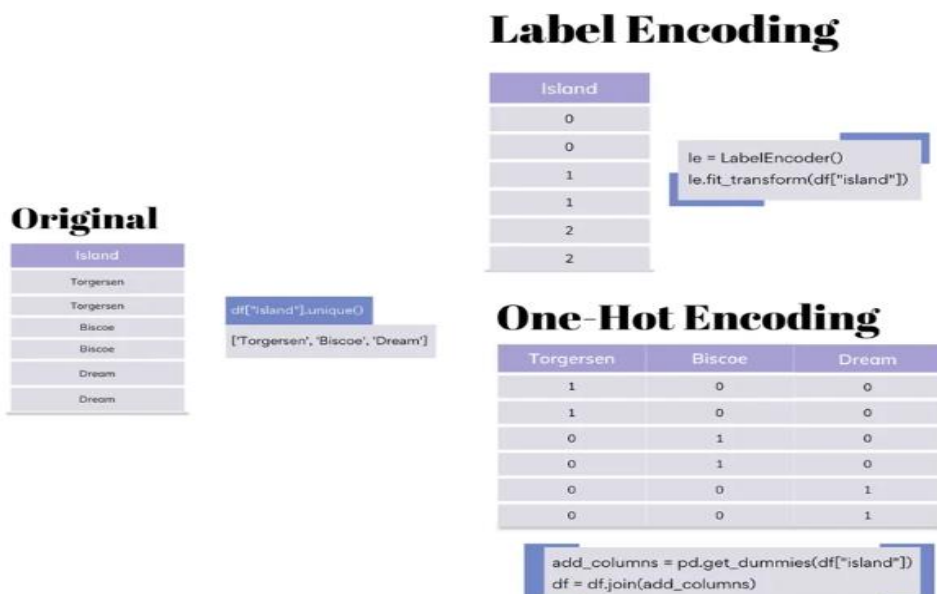 Original
Island
Torgersen
Torgersen
Biscoe
Biscoe
Dream
Dream
df["island"].unique()
['Torgersen', 'Biscoe', 'Dream']
Label Encoding
Island
0
0
1
1
2
2
le = LabelEncoder()
le.fit_transform(df["island"])
One-Hot Encoding
Torgersen Biscoe Dream
1 0 0
1 0 0
0 1 0
0 1 0
0 0 1
0 0 1
add_columns = pd.get_dummies(df["island"])
df = df.join(add_columns)